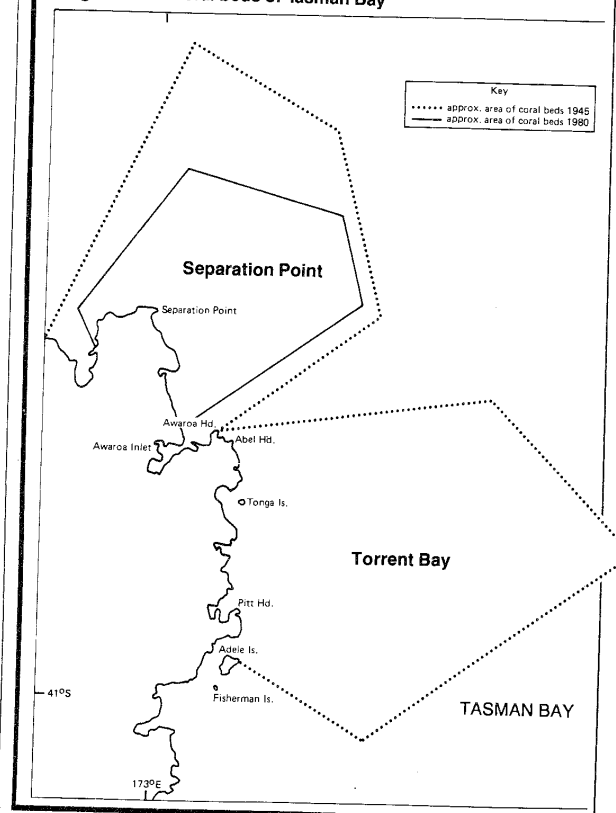 beds of Tasman Bay
Key
approx. area of coral beds 1945
approx. area of coral beds 1980
Separation Point
Separation Point
Awaroa Hd.
Abel Hd.
Awaroa Inlet
Tonga Is.
Torrent Bay
Pitt Hd.
Adele Is.
41°S
Fisherman Is.
TASMAN BAY
173°E